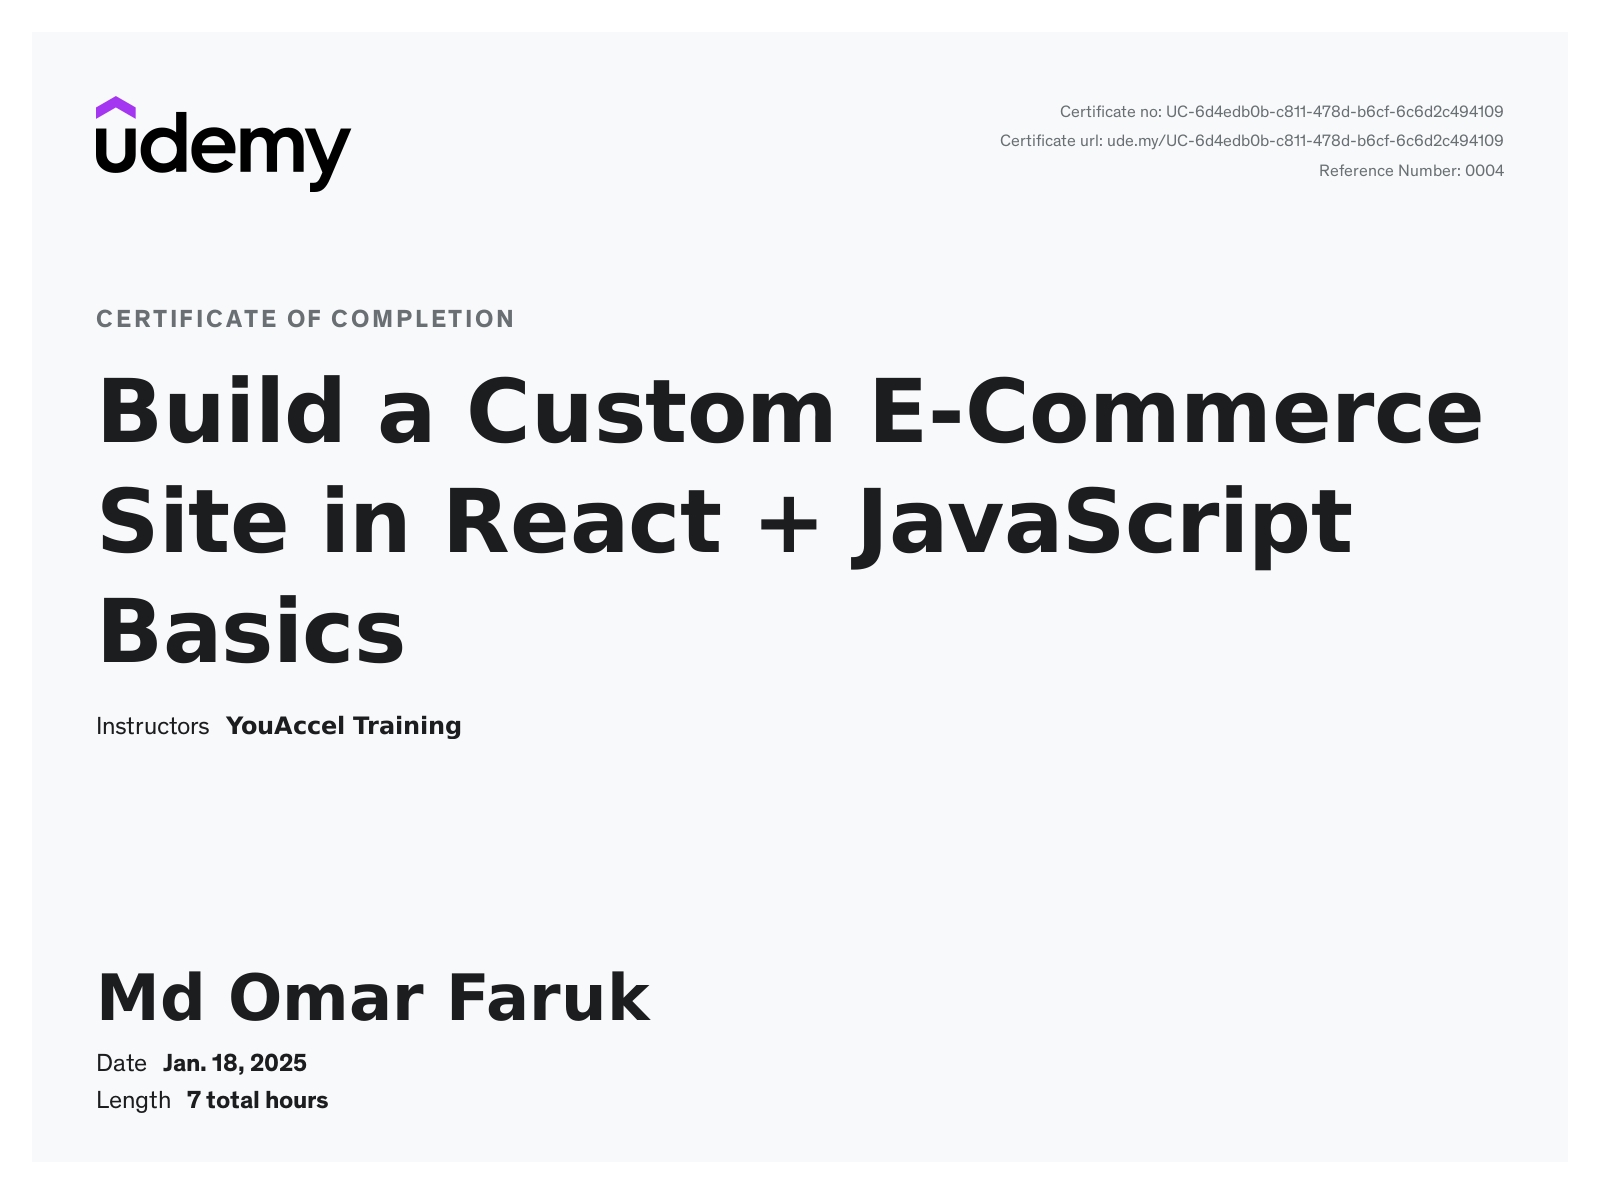 udemy
Certificate no: UC-6d4edb0b-c811-478d-b6cf-6c6d2c494109
Certificate url: ude.my/UC-6d4edb0b-c811-478d-b6cf-6c6d2c494109
Reference Number: 0004
CERTIFICATE OF COMPLETION
Build a Custom E-Commerce
Site in React + JavaScript
Basics
Instructors YouAccel Training
Md Omar Faruk
Date Jan. 18, 2025
Length 7 total hours